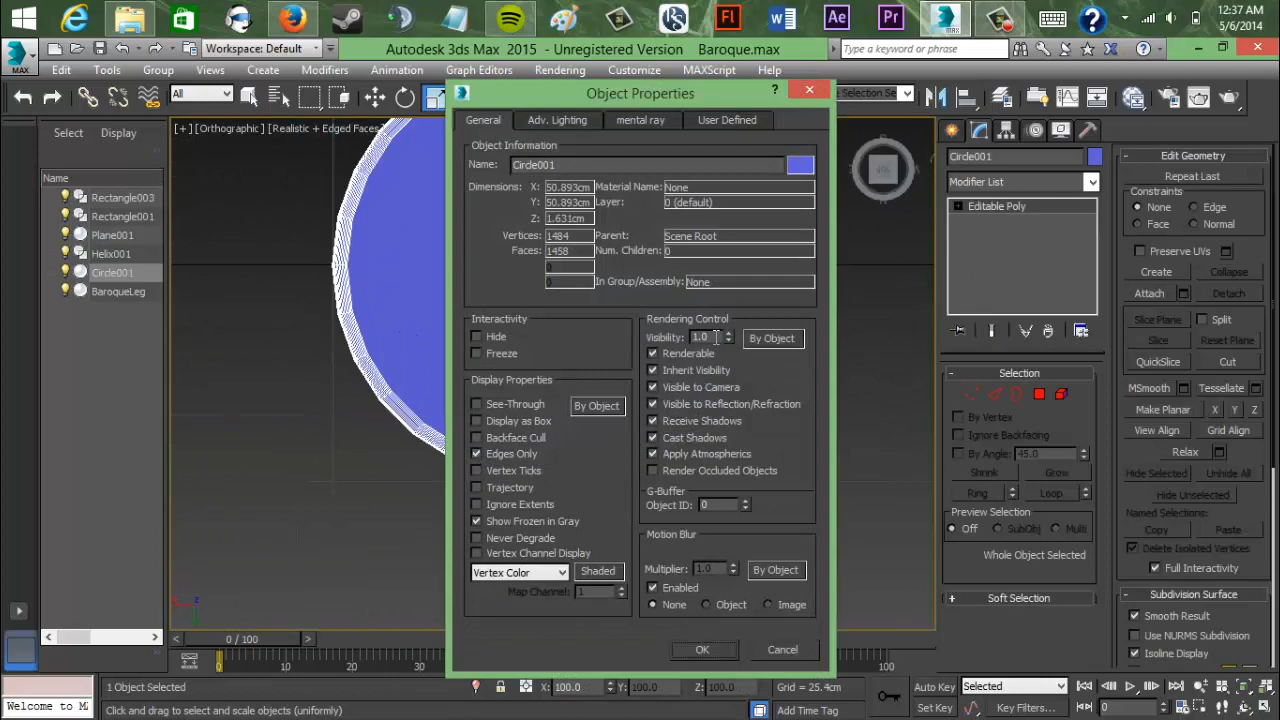 12:37 AM
5/6/2014
MAX
Workspace: Default
Autodesk 3ds Max 2015 - Unregistered Version Baroque.max
Type a keyword or phrase
Edit Tools Group Views Create Modifiers Animation Graph Editors Rendering Customize MAXScript Help
All
Selection Se
Select Display
Name
Rectangle003
Rectangle001
Plane001
Helix001
Circle001
BaroqueLeg
[+] [Orthographic] [Realistic + Edged Faces]
Object Properties
General Adv. Lighting mental ray User Defined
Object Information
Name: Circle001
Dimensions: X: 50.893cm Material Name: None
Y: 50.893cm Layer: 0 (default)
Z: 1.631cm
Vertices: 1484 Parent: Scene Root
Faces: 1458 Num. Children: 0
0
0 In Group/Assembly: None
Interactivity
Hide
Freeze
Display Properties
See-Through By Object
Display as Box
Backface Cull
Edges Only
Vertex Ticks
Trajectory
Ignore Extents
Show Frozen in Gray
Never Degrade
Vertex Channel Display
Vertex Color Shaded
Map Channel: 1
Rendering Control
Visibility: 1.0 By Object
Renderable
Inherit Visibility
Visible to Camera
Visible to Reflection/Refraction
Receive Shadows
Cast Shadows
Apply Atmospherics
Render Occluded Objects
G-Buffer
Object ID: 0
Motion Blur
Multiplier: 1.0 By Object
Enabled
None Object Image
OK Cancel
Circle001
Modifier List
Editable Poly
Selection
By Vertex
Ignore Backfacing
By Angle: 45.0
Shrink Grow
Ring Loop
Preview Selection
Off SubObj Multi
Whole Object Selected
Soft Selection
Edit Geometry
Repeat Last
Constraints
None Edge
Face Normal
Preserve UVs
Create Collapse
Attach Detach
Slice Plane Split
Slice Reset Plane
QuickSlice Cut
MSmooth Tessellate
Make Planar X Y Z
View Align Grid Align
Relax
Hide Selected Unhide All
Hide Unselected
Named Selections:
Copy Paste
Delete Isolated Vertices
Full Interactivity
Subdivision Surface
Smooth Result
Use NURMS Subdivision
Isoline Display
0 / 100
0 10 20 30 100
Welcome to M
1 Object Selected
Click and drag to select and scale objects (uniformly)
X: 100.0 Y: 100.0 Z: 100.0 Grid = 25.4cm
Add Time Tag
Auto Key Selected
Set Key Key Filters...
0